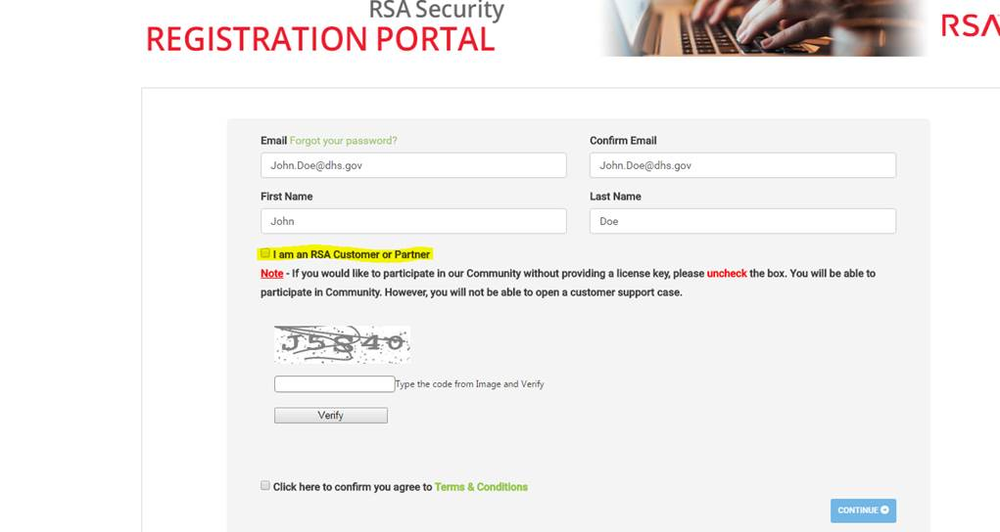 RSA Security
REGISTRATION PORTAL
RSA
Email Forgot your password?
Confirm Email
John.Doe@dhs.gov
John.Doe@dhs.gov
First Name
Last Name
John
Doe
I am an RSA Customer or Partner
Note - If you would like to participate in our Community without providing a license key, please uncheck the box. You will be able to
participate in Community. However, you will not be able to open a customer support case.
J5840
Type the code from Image and Verify
Verify
Click here to confirm you agree to Terms & Conditions
CONTINUE